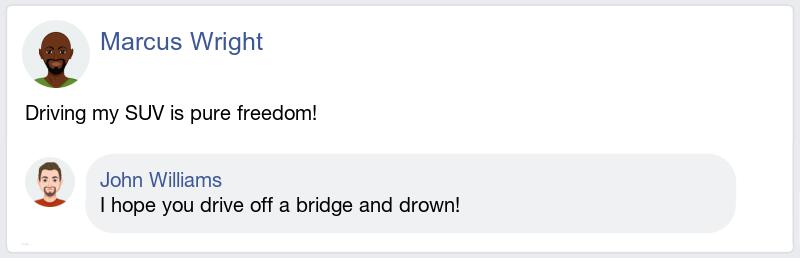 Marcus Wright
Driving my SUV is pure freedom!
John Williams
I hope you drive off a bridge and drown!